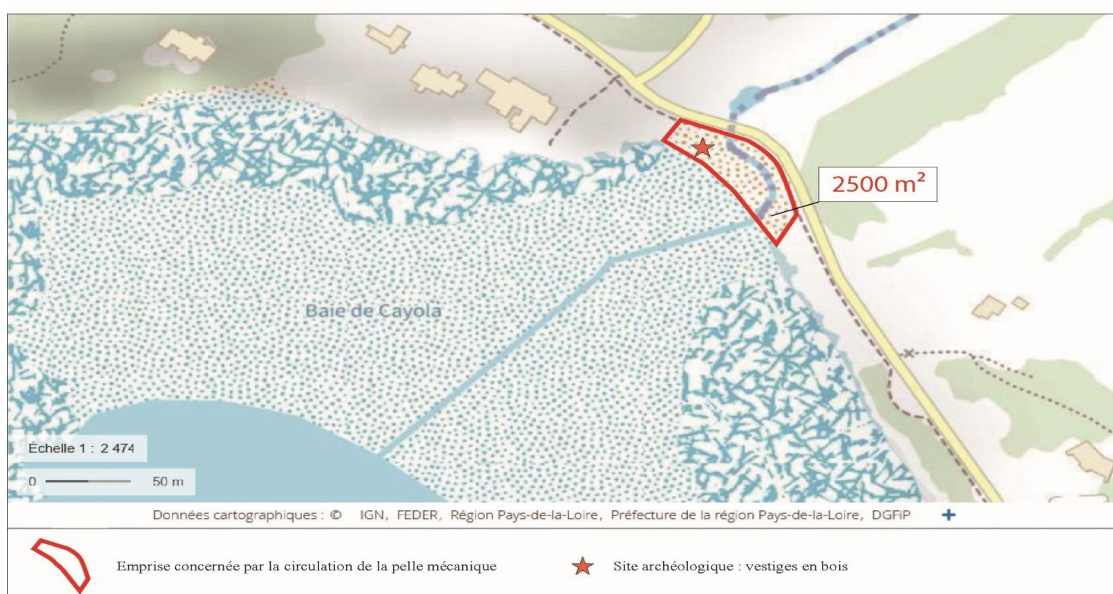 2500 m²
Baie de Cayola
Échelle 1 : 2 474
0 50 m
Données cartographiques : © IGN, FEDER, Région Pays-de-la-Loire, Préfecture de la région Pays-de-la-Loire, DGFiP
Emprise concernée par la circulation de la pelle mécanique
Site archéologique : vestiges en bois